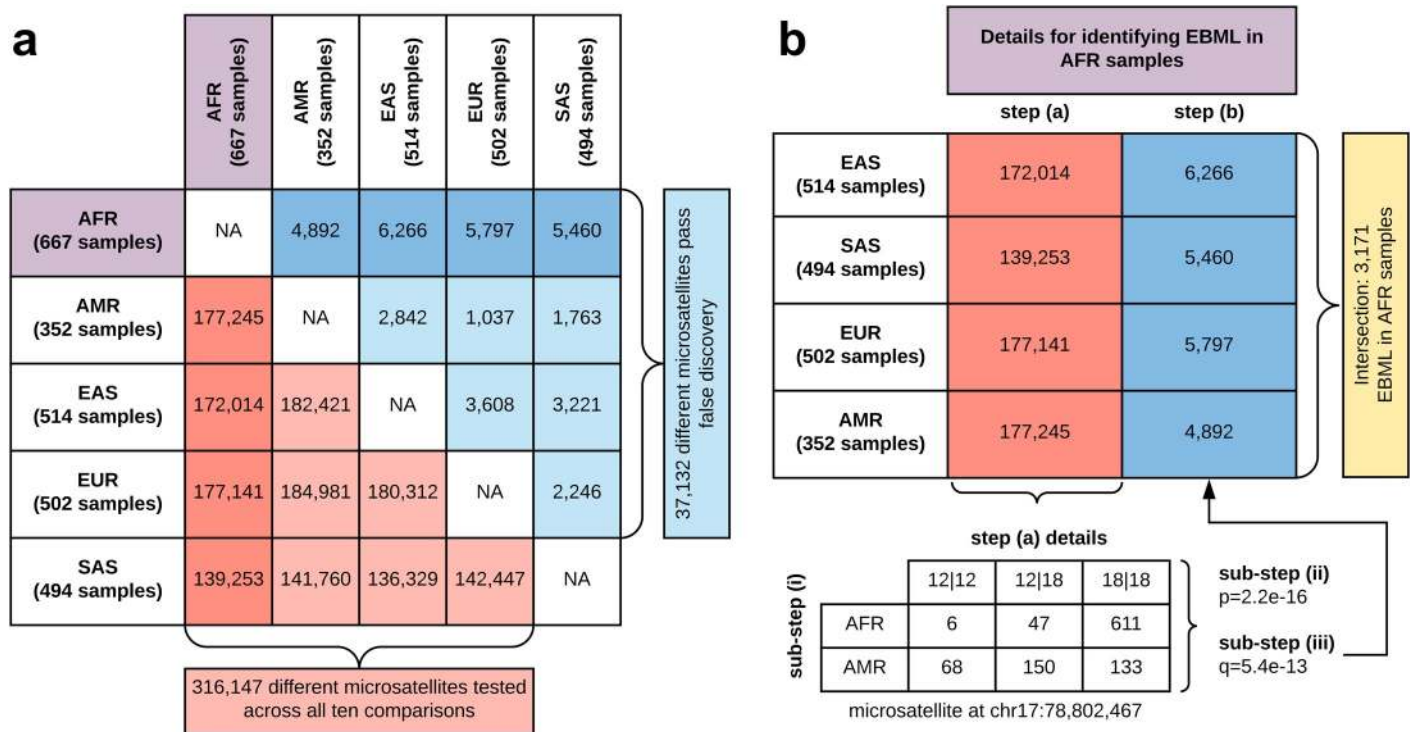 a
AFR
(667 samples)
AMR
(352 samples)
EAS
(514 samples)
EUR
(502 samples)
SAS
(494 samples)
AFR
(667 samples)
NA
4,892
6,266
5,797
5,460
AMR
(352 samples)
177,245
NA
2,842
1,037
1,763
EAS
(514 samples)
172,014
182,421
NA
3,608
3,221
EUR
(502 samples)
177,141
184,981
180,312
NA
2,246
SAS
(494 samples)
139,253
141,760
136,329
142,447
NA
37,132 different microsatellites pass
false discovery
316,147 different microsatellites tested
across all ten comparisons
b
Details for identifying EBML in
AFR samples
step (a)
step (b)
EAS
(514 samples)
172,014
6,266
SAS
(494 samples)
139,253
5,460
EUR
(502 samples)
177,141
5,797
AMR
(352 samples)
177,245
4,892
Intersection: 3,171
EBML in AFR samples
step (a) details
sub-step (i)
12|12
12|18
18|18
AFR
6
47
611
AMR
68
150
133
sub-step (ii)
p=2.2e-16
sub-step (iii)
q=5.4e-13
microsatellite at chr17:78,802,467